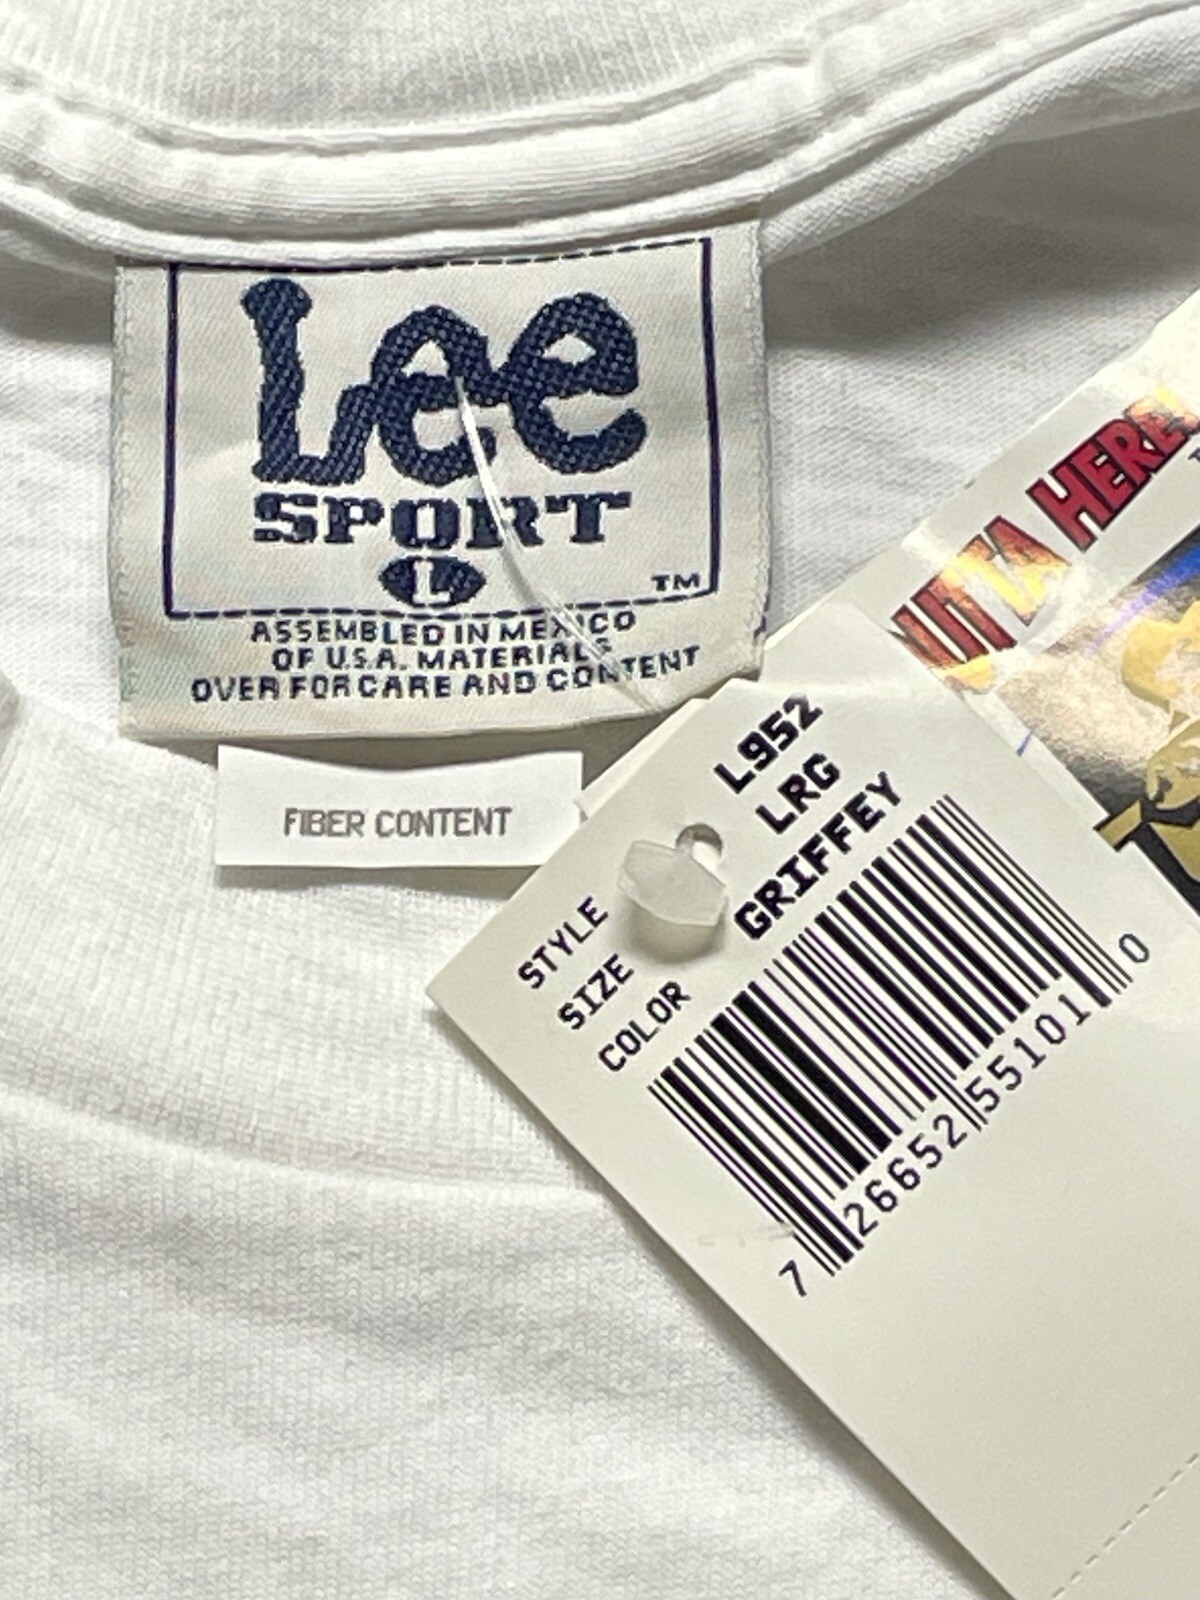 Lee
SPORT
L
TM
ASSEMBLED IN MEXICO
OF U.S.A. MATERIALS
OVER FOR CARE AND CONTENT
FIBER CONTENT
HERE
STYLE L952
SIZE LRG
COLOR GRIFFEY
7 26652 55101 0